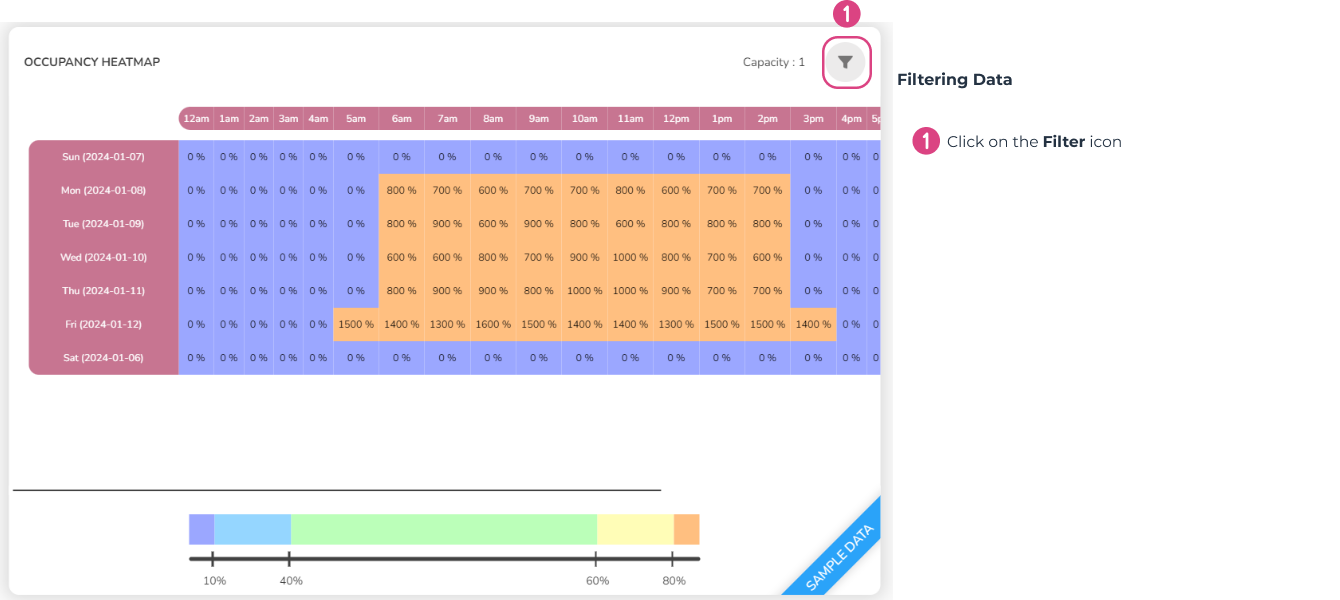 1
OCCUPANCY HEATMAP
Capacity : 1
12am 1am 2am 3am 4am 5am 6am 7am 8am 9am 10am 11am 12pm 1pm 2pm 3pm 4pm
Sun (2024-01-07) 0 % 0 % 0 % 0 % 0 % 0 % 0 % 0 % 0 % 0 % 0 % 0 % 0 % 0 % 0 % 0 % 0 % 0
Mon (2024-01-08) 0 % 0 % 0 % 0 % 0 % 0 % 800 % 700 % 600 % 700 % 700 % 800 % 600 % 700 % 700 % 0 % 0 % 0
Tue (2024-01-09) 0 % 0 % 0 % 0 % 0 % 0 % 800 % 900 % 600 % 900 % 800 % 600 % 800 % 800 % 800 % 0 % 0 % 0
Wed (2024-01-10) 0 % 0 % 0 % 0 % 0 % 0 % 600 % 600 % 800 % 700 % 900 % 1000 % 800 % 700 % 600 % 0 % 0 % 0
Thu (2024-01-11) 0 % 0 % 0 % 0 % 0 % 0 % 800 % 900 % 900 % 800 % 1000 % 1000 % 900 % 700 % 700 % 0 % 0 % 0
Fri (2024-01-12) 0 % 0 % 0 % 0 % 0 % 1500 % 1400 % 1300 % 1600 % 1500 % 1400 % 1400 % 1300 % 1500 % 1500 % 1400 % 0 % 0
Sat (2024-01-06) 0 % 0 % 0 % 0 % 0 % 0 % 0 % 0 % 0 % 0 % 0 % 0 % 0 % 0 % 0 % 0 % 0 % 0
10% 40% 60% 80%
SAMPLE DATA
Filtering Data
1 Click on the Filter icon